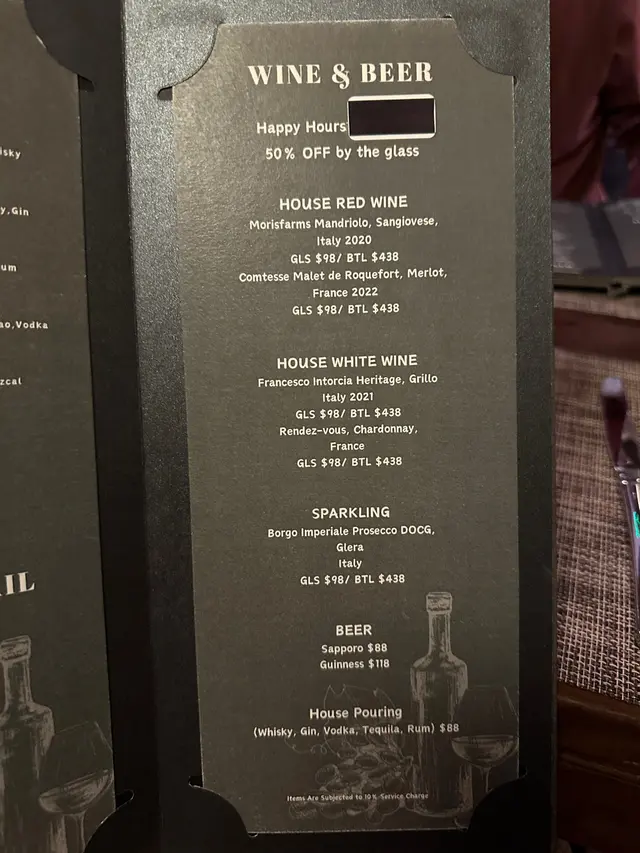 WINE & BEER
Happy Hours
50% OFF by the glass
HOUSE RED WINE
Morisfarms Mandriolo, Sangiovese,
Italy 2020
GLS $98/ BTL $438
Comtesse Malet de Roquefort, Merlot,
France 2022
GLS $98/ BTL $438
HOUSE WHITE WINE
Francesco Intorcia Heritage, Grillo
Italy 2021
GLS $98/ BTL $438
Rendez-vous, Chardonnay,
France
GLS $98/ BTL $438
SPARKLING
Borgo Imperiale Prosecco DOCG,
Glera
Italy
GLS $98/ BTL $438
BEER
Sapporo $88
Guinness $118
House Pouring
(Whisky, Gin, Vodka, Tequila, Rum) $88
Items Are Subjected to 10% Service Charge